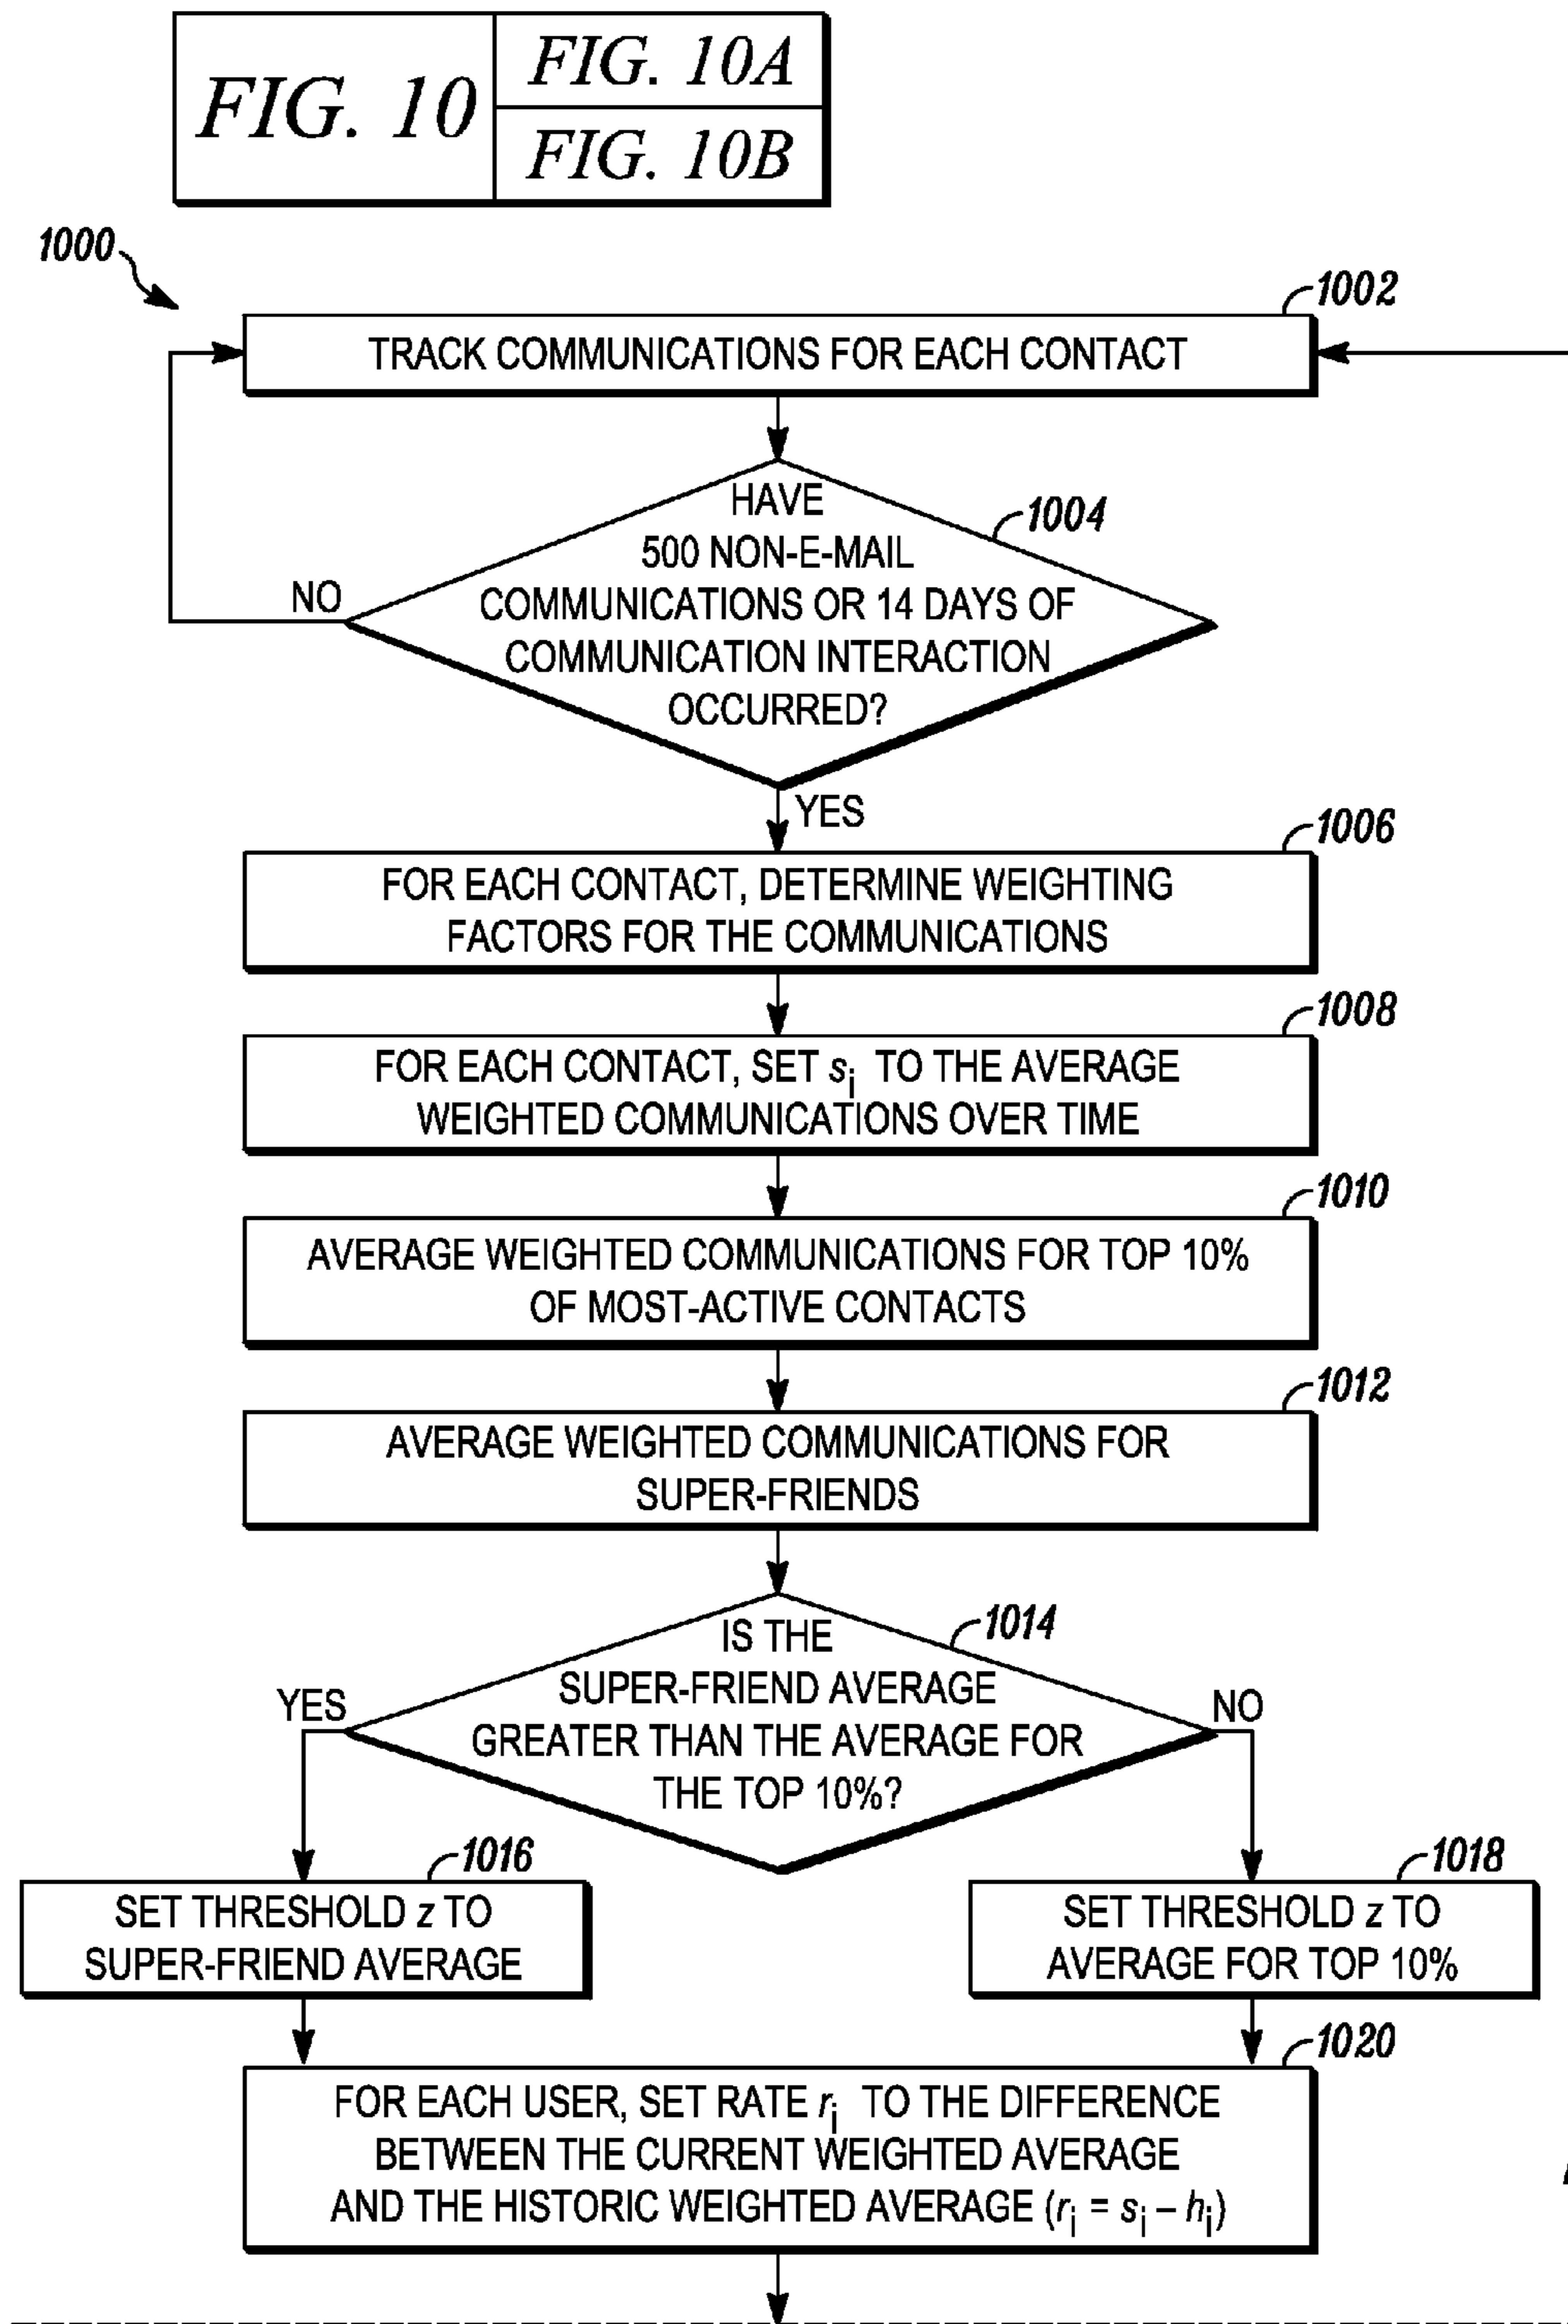 FIG. 10
FIG. 10A
FIG. 10B
1000
1002
TRACK COMMUNICATIONS FOR EACH CONTACT
1004
HAVE
500 NON-E-MAIL
COMMUNICATIONS OR 14 DAYS OF
COMMUNICATION INTERACTION
OCCURRED?
NO
YES
1006
FOR EACH CONTACT, DETERMINE WEIGHTING
FACTORS FOR THE COMMUNICATIONS
1008
FOR EACH CONTACT, SET si TO THE AVERAGE
WEIGHTED COMMUNICATIONS OVER TIME
1010
AVERAGE WEIGHTED COMMUNICATIONS FOR TOP 10%
OF MOST-ACTIVE CONTACTS
1012
AVERAGE WEIGHTED COMMUNICATIONS FOR
SUPER-FRIENDS
1014
IS THE
SUPER-FRIEND AVERAGE
GREATER THAN THE AVERAGE FOR
THE TOP 10%?
YES
NO
1016
SET THRESHOLD z TO
SUPER-FRIEND AVERAGE
1018
SET THRESHOLD z TO
AVERAGE FOR TOP 10%
1020
FOR EACH USER, SET RATE ri TO THE DIFFERENCE
BETWEEN THE CURRENT WEIGHTED AVERAGE
AND THE HISTORIC WEIGHTED AVERAGE (ri = si – hi)